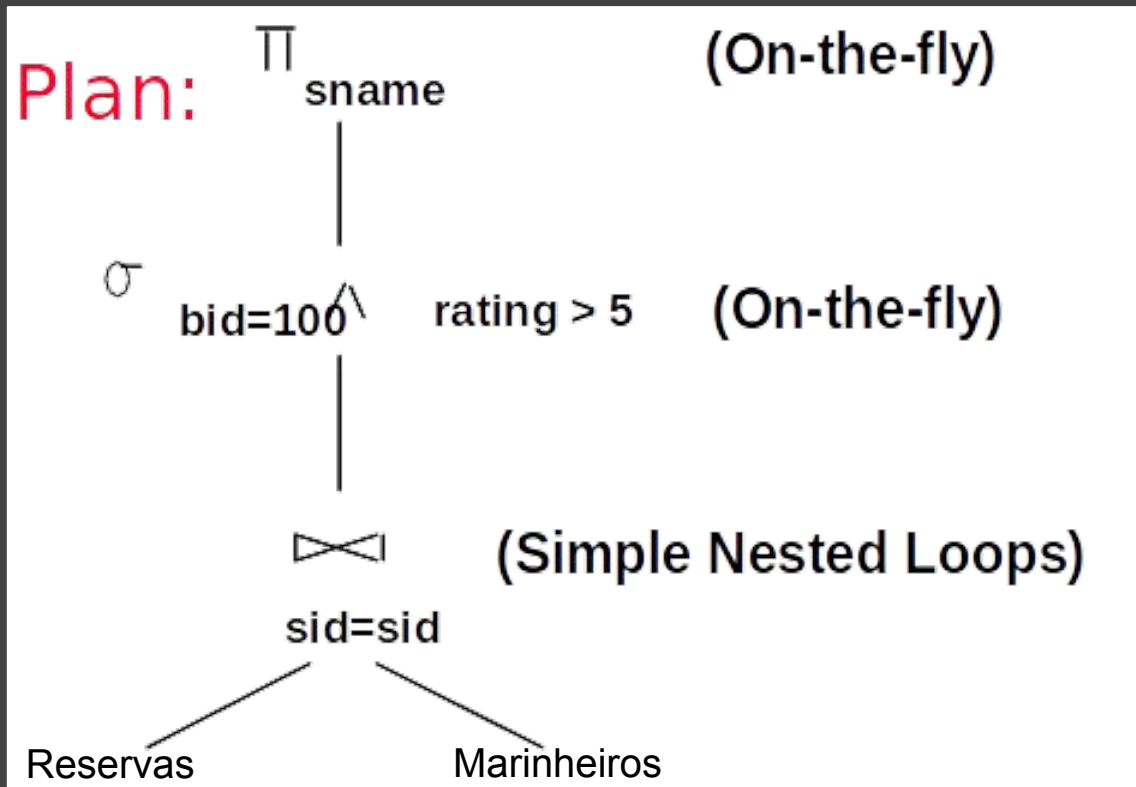 Π (On-the-fly)
Plan: sname
σ bid=100 ∧ rating > 5 (On-the-fly)
⋈ (Simple Nested Loops)
sid=sid
Reservas Marinheiros